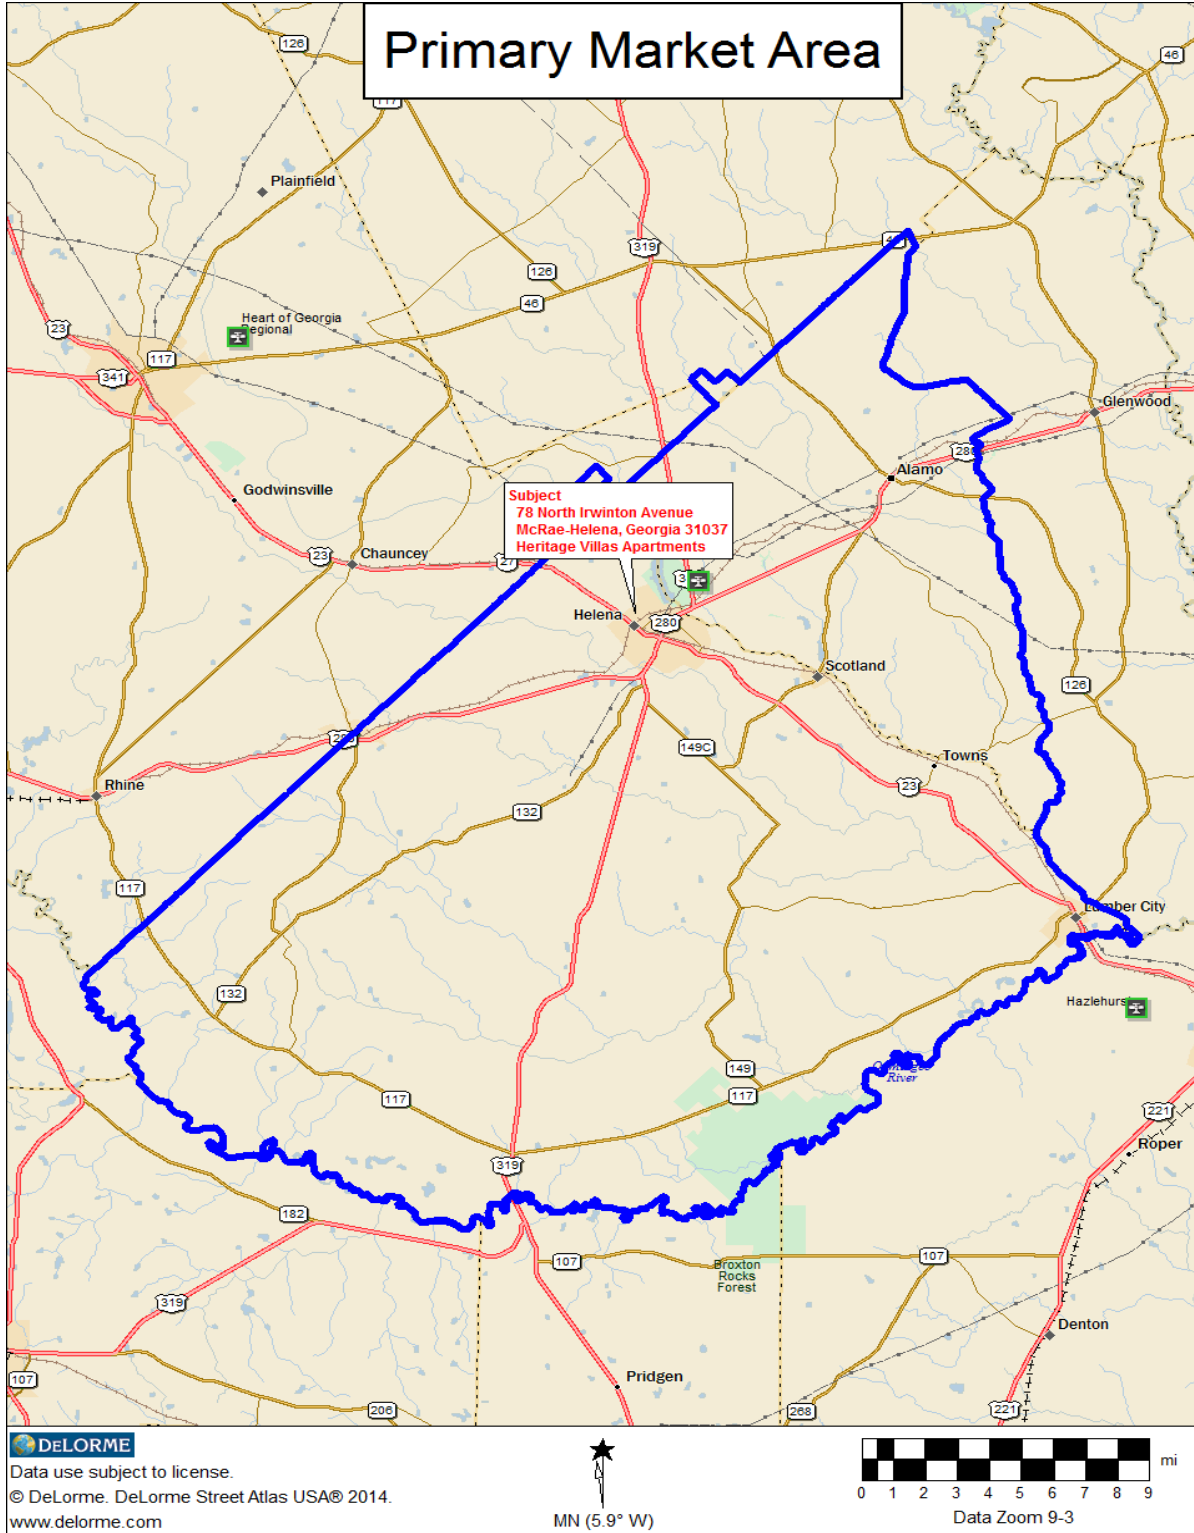 Primary Market Area
126
46
117
Plainfield
46
319
126
46
Heart of Georgia
Regional
23
117
341
Glenwood
280
Alamo
Godwinsville
Subject
78 North Irwinton Avenue
McRae-Helena, Georgia 31037
Heritage Villas Apartments
23
Chauncey
27
Helena
280
Scotland
126
149C
Towns
Rhine
23
132
117
Lumber City
132
Hazlehurst
149
River
117
117
221
319
Roper
182
107
107
Broxton
Rocks
Forest
319
Denton
107
Pridgen
206
268
221
DELORME
Data use subject to license.
© DeLorme. DeLorme Street Atlas USA® 2014.
www.delorme.com
MN (5.9° W)
mi
0 1 2 3 4 5 6 7 8 9
Data Zoom 9-3